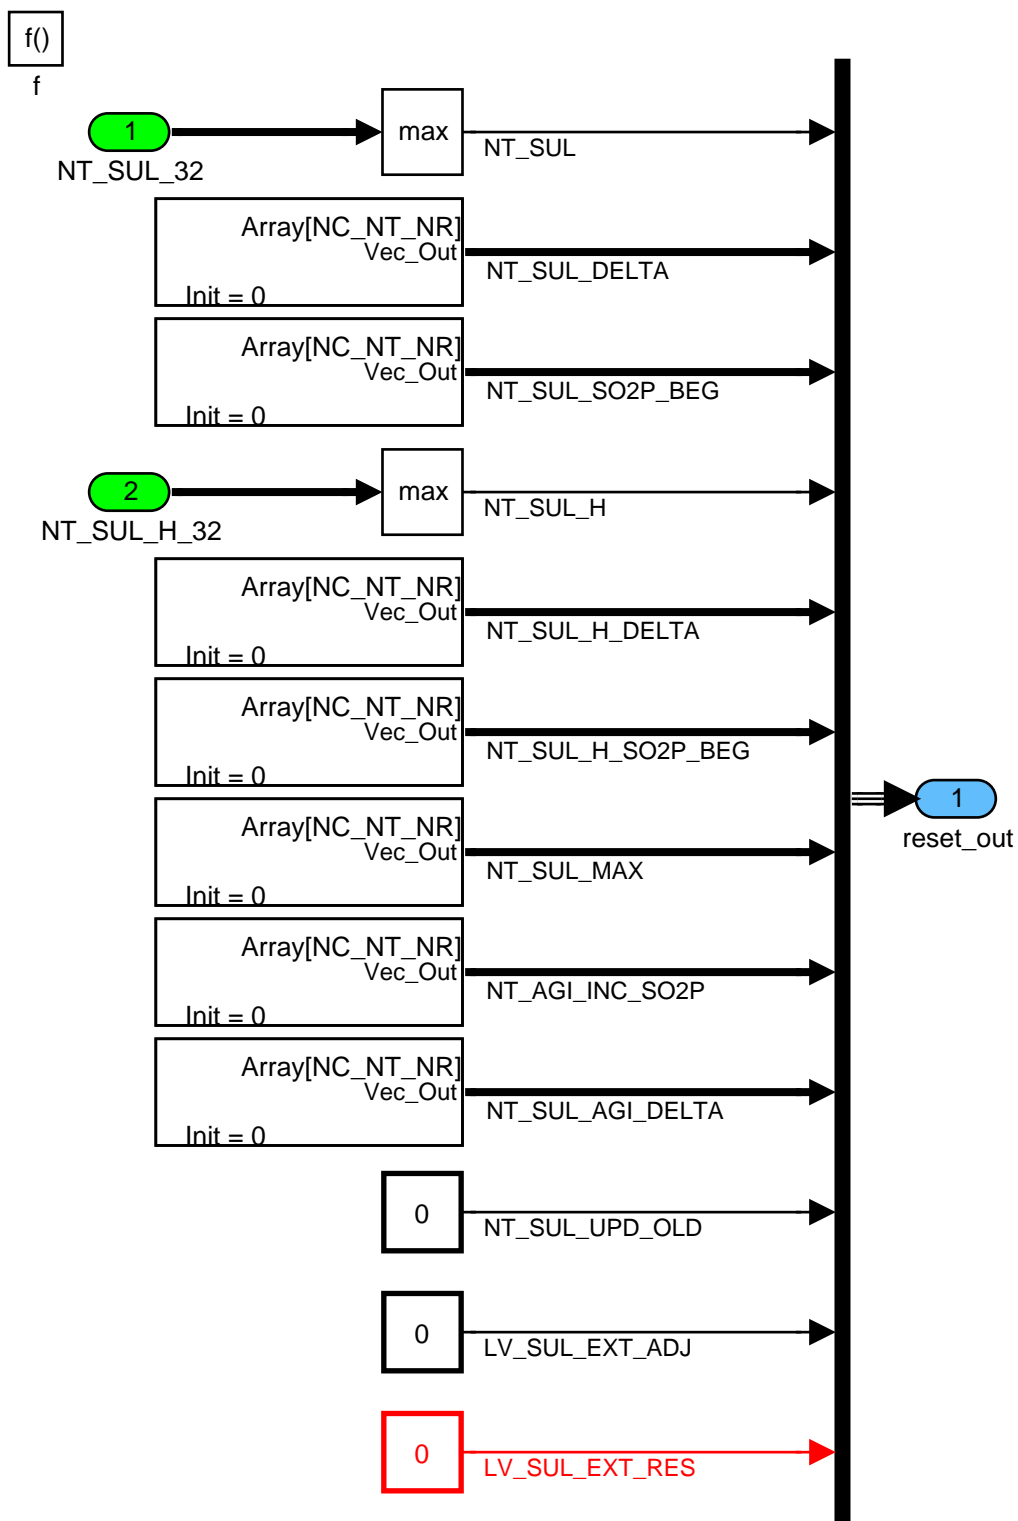 f()
f
1
NT_SUL_32
max
NT_SUL
Array[NC_NT_NR]
Vec_Out
Init = 0
NT_SUL_DELTA
Array[NC_NT_NR]
Vec_Out
Init = 0
NT_SUL_SO2P_BEG
2
NT_SUL_H_32
max
NT_SUL_H
Array[NC_NT_NR]
Vec_Out
Init = 0
NT_SUL_H_DELTA
Array[NC_NT_NR]
Vec_Out
Init = 0
NT_SUL_H_SO2P_BEG
1
reset_out
Array[NC_NT_NR]
Vec_Out
Init = 0
NT_SUL_MAX
Array[NC_NT_NR]
Vec_Out
Init = 0
NT_AGI_INC_SO2P
Array[NC_NT_NR]
Vec_Out
Init = 0
NT_SUL_AGI_DELTA
0
NT_SUL_UPD_OLD
0
LV_SUL_EXT_ADJ
0
LV_SUL_EXT_RES